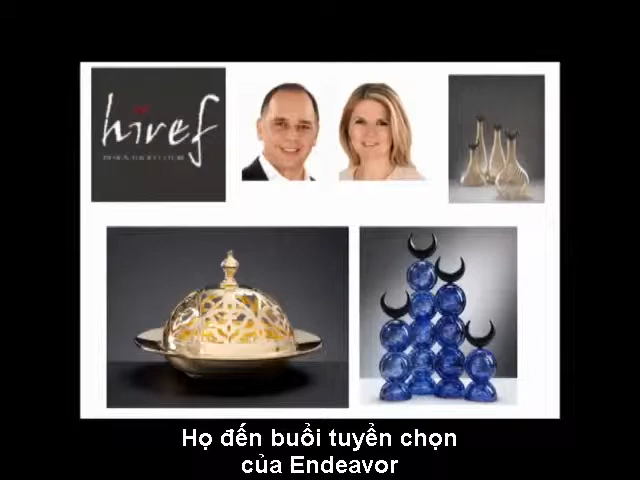 hiref
Họ đến buổi tuyển chọn
của Endeavor